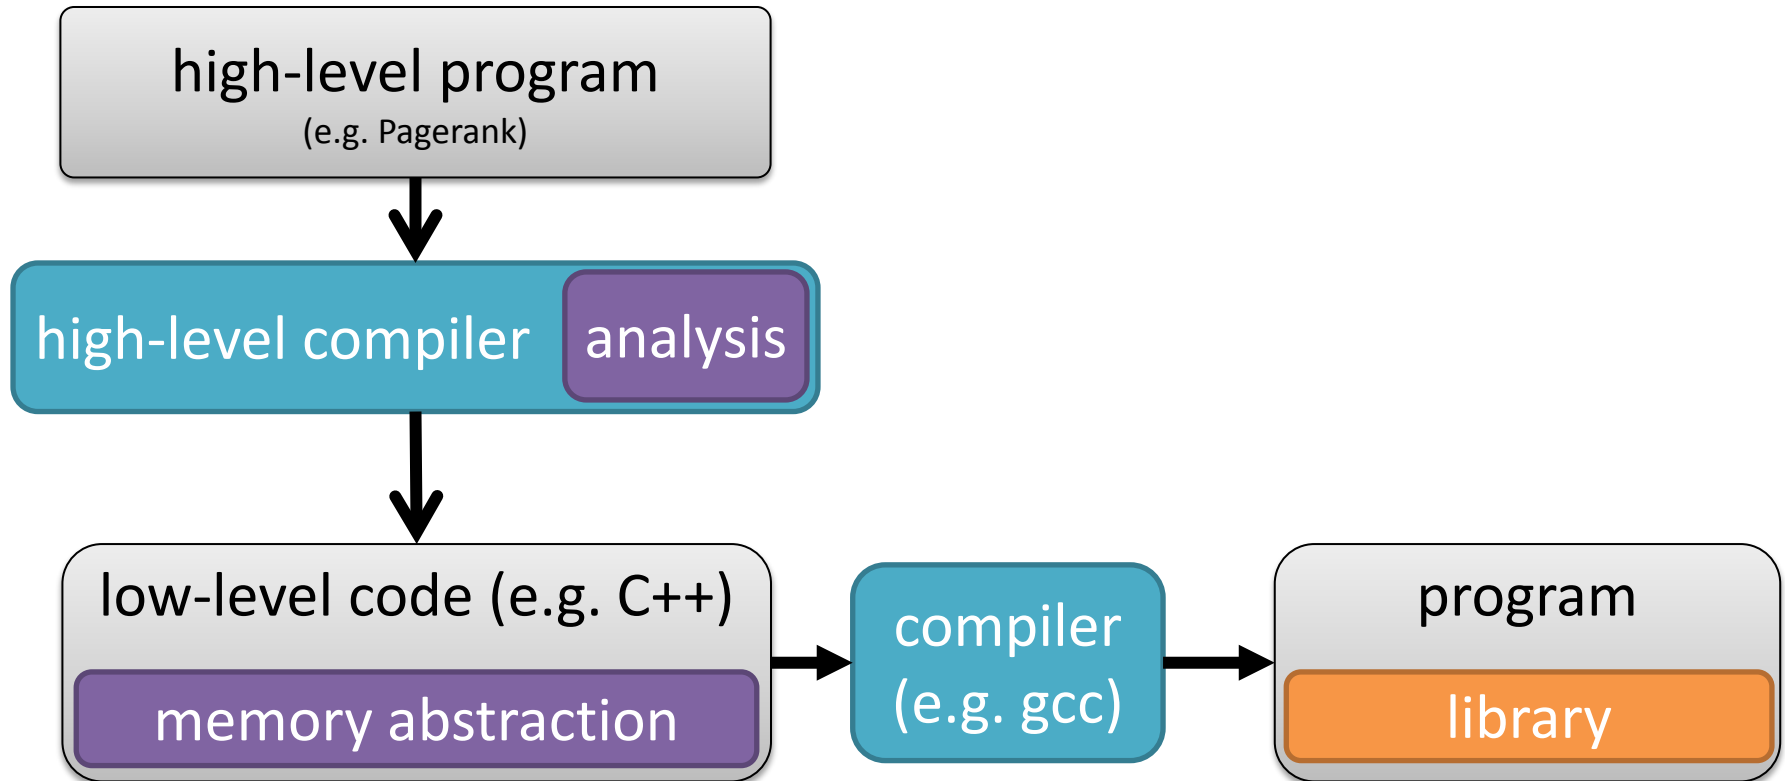 high-level program
(e.g. Pagerank)
high-level compiler
analysis
low-level code (e.g. C++)
memory abstraction
compiler
(e.g. gcc)
program
library